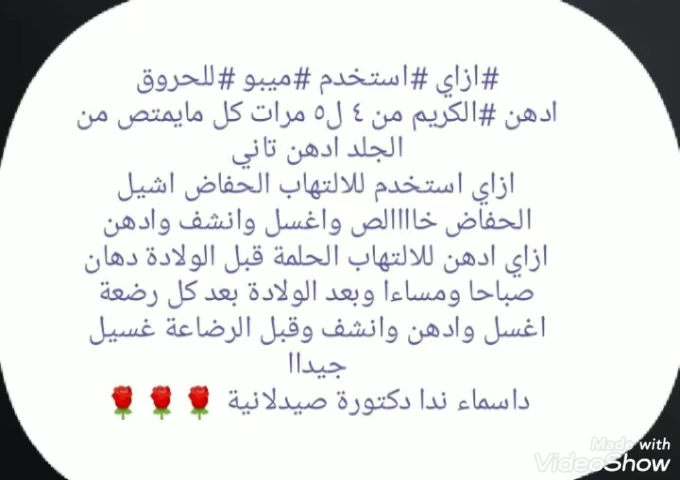 #ازاي #استخدم #ميبو #للحروق
ادهن #الكريم من ٤ ل٥ مرات كل مايمتص من
الجلد ادهن تاني
ازاي استخدم للالتهاب الحفاض اشيل
الحفاض خاااالص واغسل وانشف وادهن
ازاي ادهن للالتهاب الحلمة قبل الولادة دهان
صباحا ومساءا وبعد الولادة بعد كل رضعة
اغسل وادهن وانشف وقبل الرضاعة غسيل
جيداا
داسماء ندا دكتورة صيدلانية 🌹🌹🌹
Made with
VideoShow